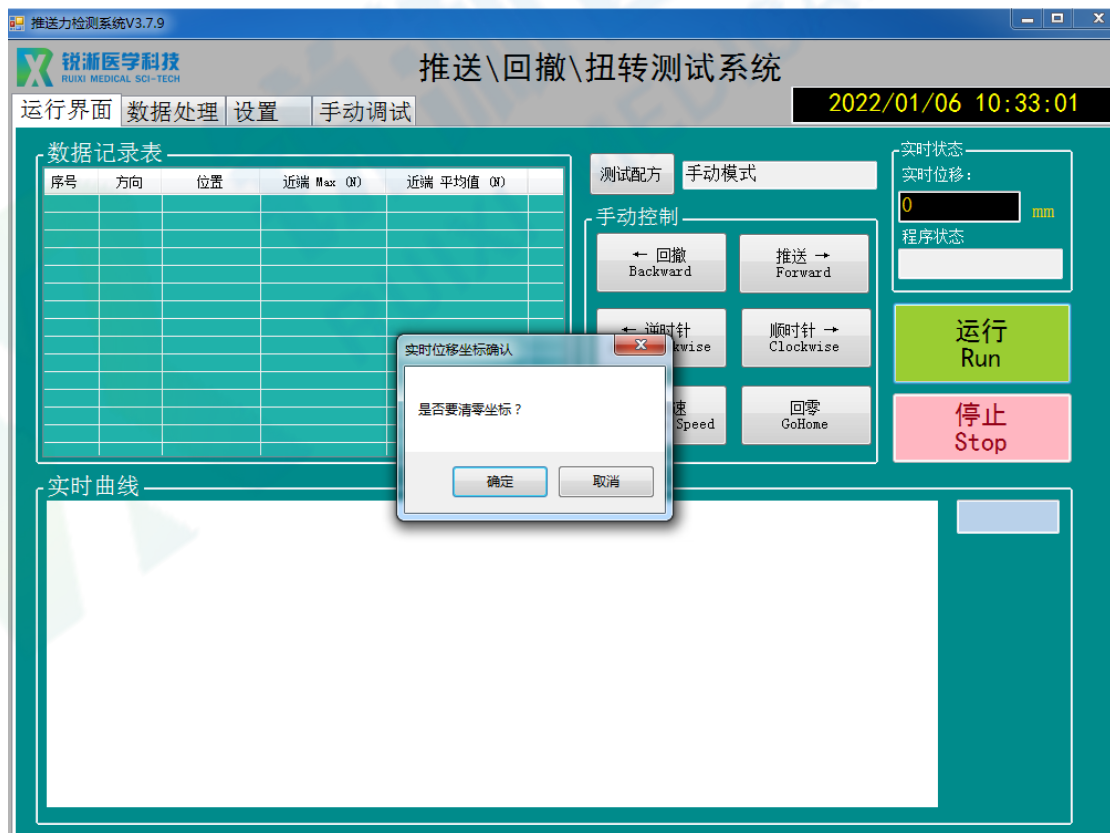 推送力检测系统V3.7.9
锐浙医学科技
RUIXI MEDICAL SCI-TECH
推送\回撤\扭转测试系统
运行界面 数据处理 设置 手动调试
2022/01/06 10:33:01
数据记录表
序号 方向 位置 近端 Max (N) 近端 平均值 (N)
测试配方 手动模式
手动控制
← 回撤
Backward
推送 →
Forward
← 逆时针
kwise
顺时针 →
Clockwise
速
Speed
回零
GoHome
实时状态
实时位移:
0 mm
程序状态
运行
Run
停止
Stop
实时位移坐标确认
是否要清零坐标?
确定 取消
实时曲线